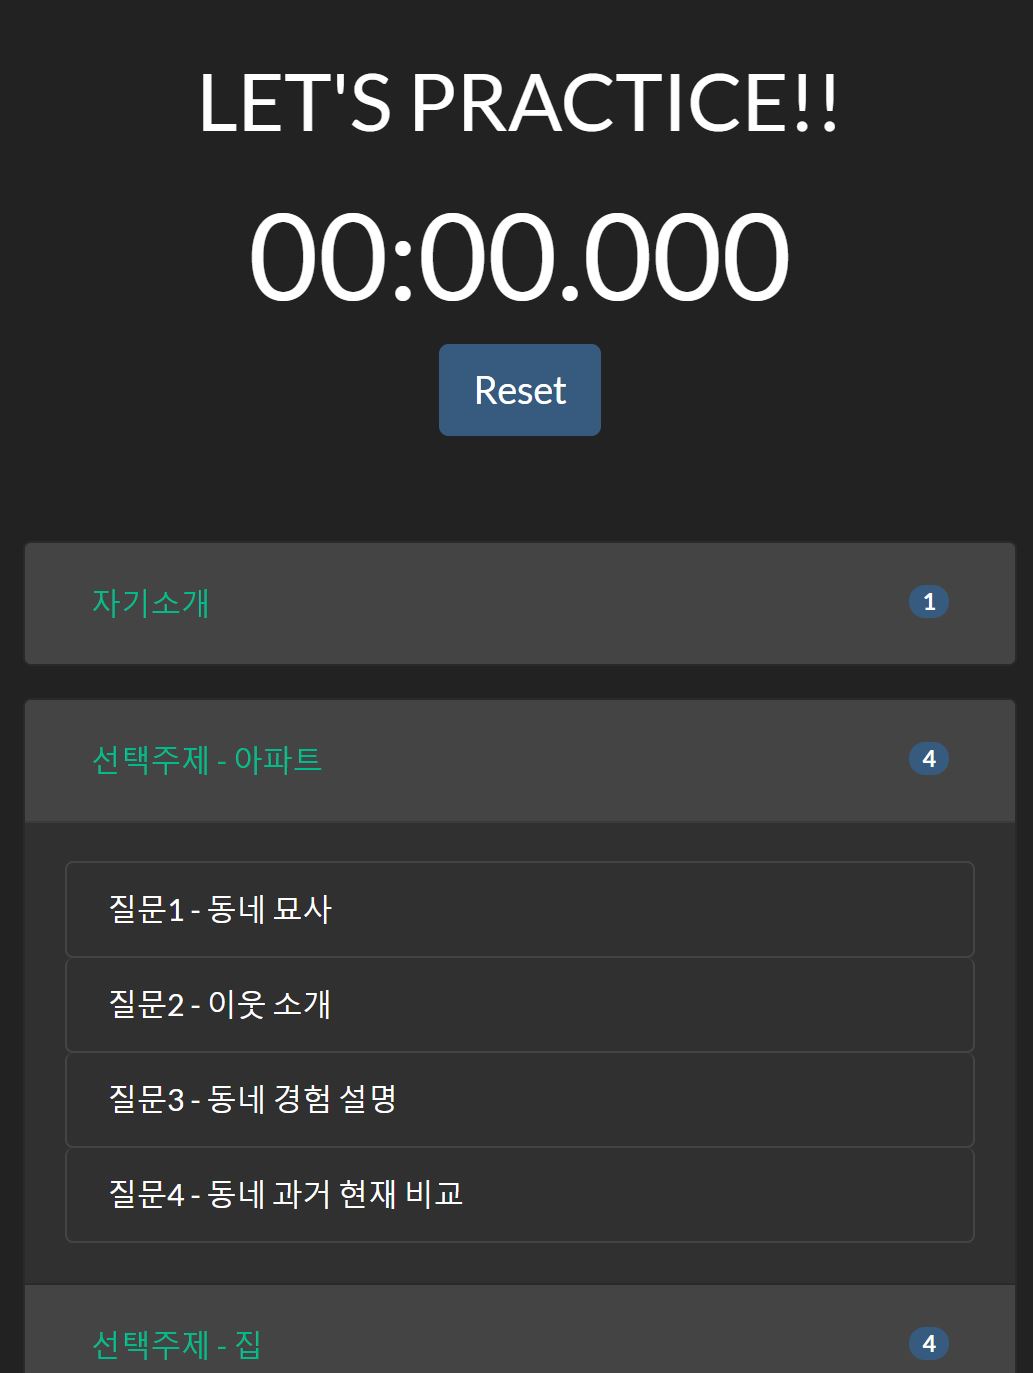 LET'S PRACTICE!!
00:00.000
Reset
자기소개 1
선택주제 - 아파트 4
질문1 - 동네 묘사
질문2 - 이웃 소개
질문3 - 동네 경험 설명
질문4 - 동네 과거 현재 비교
선택주제 - 집 4